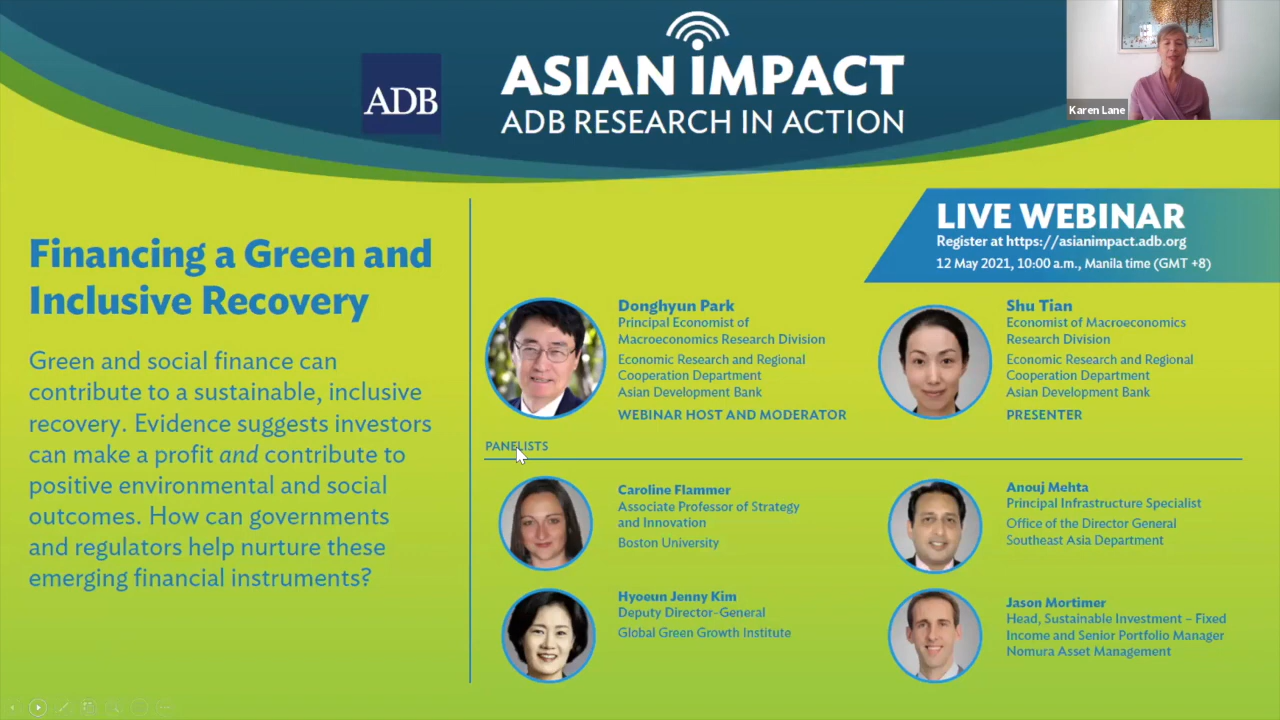 ADB
ASIAN IMPACT
ADB RESEARCH IN ACTION
Karen Lane
Financing a Green and
Inclusive Recovery
Green and social finance can
contribute to a sustainable, inclusive
recovery. Evidence suggests investors
can make a profit and contribute to
positive environmental and social
outcomes. How can governments
and regulators help nurture these
emerging financial instruments?
LIVE WEBINAR
Register at https://asianimpact.adb.org
12 May 2021, 10:00 a.m., Manila time (GMT +8)
Donghyun Park
Principal Economist of
Macroeconomics Research Division
Economic Research and Regional
Cooperation Department
Asian Development Bank
WEBINAR HOST AND MODERATOR
Shu Tian
Economist of Macroeconomics
Research Division
Economic Research and Regional
Cooperation Department
Asian Development Bank
PRESENTER
PANELISTS
Caroline Flammer
Associate Professor of Strategy
and Innovation
Boston University
Anouj Mehta
Principal Infrastructure Specialist
Office of the Director General
Southeast Asia Department
Hyoeun Jenny Kim
Deputy Director-General
Global Green Growth Institute
Jason Mortimer
Head, Sustainable Investment – Fixed
Income and Senior Portfolio Manager
Nomura Asset Management